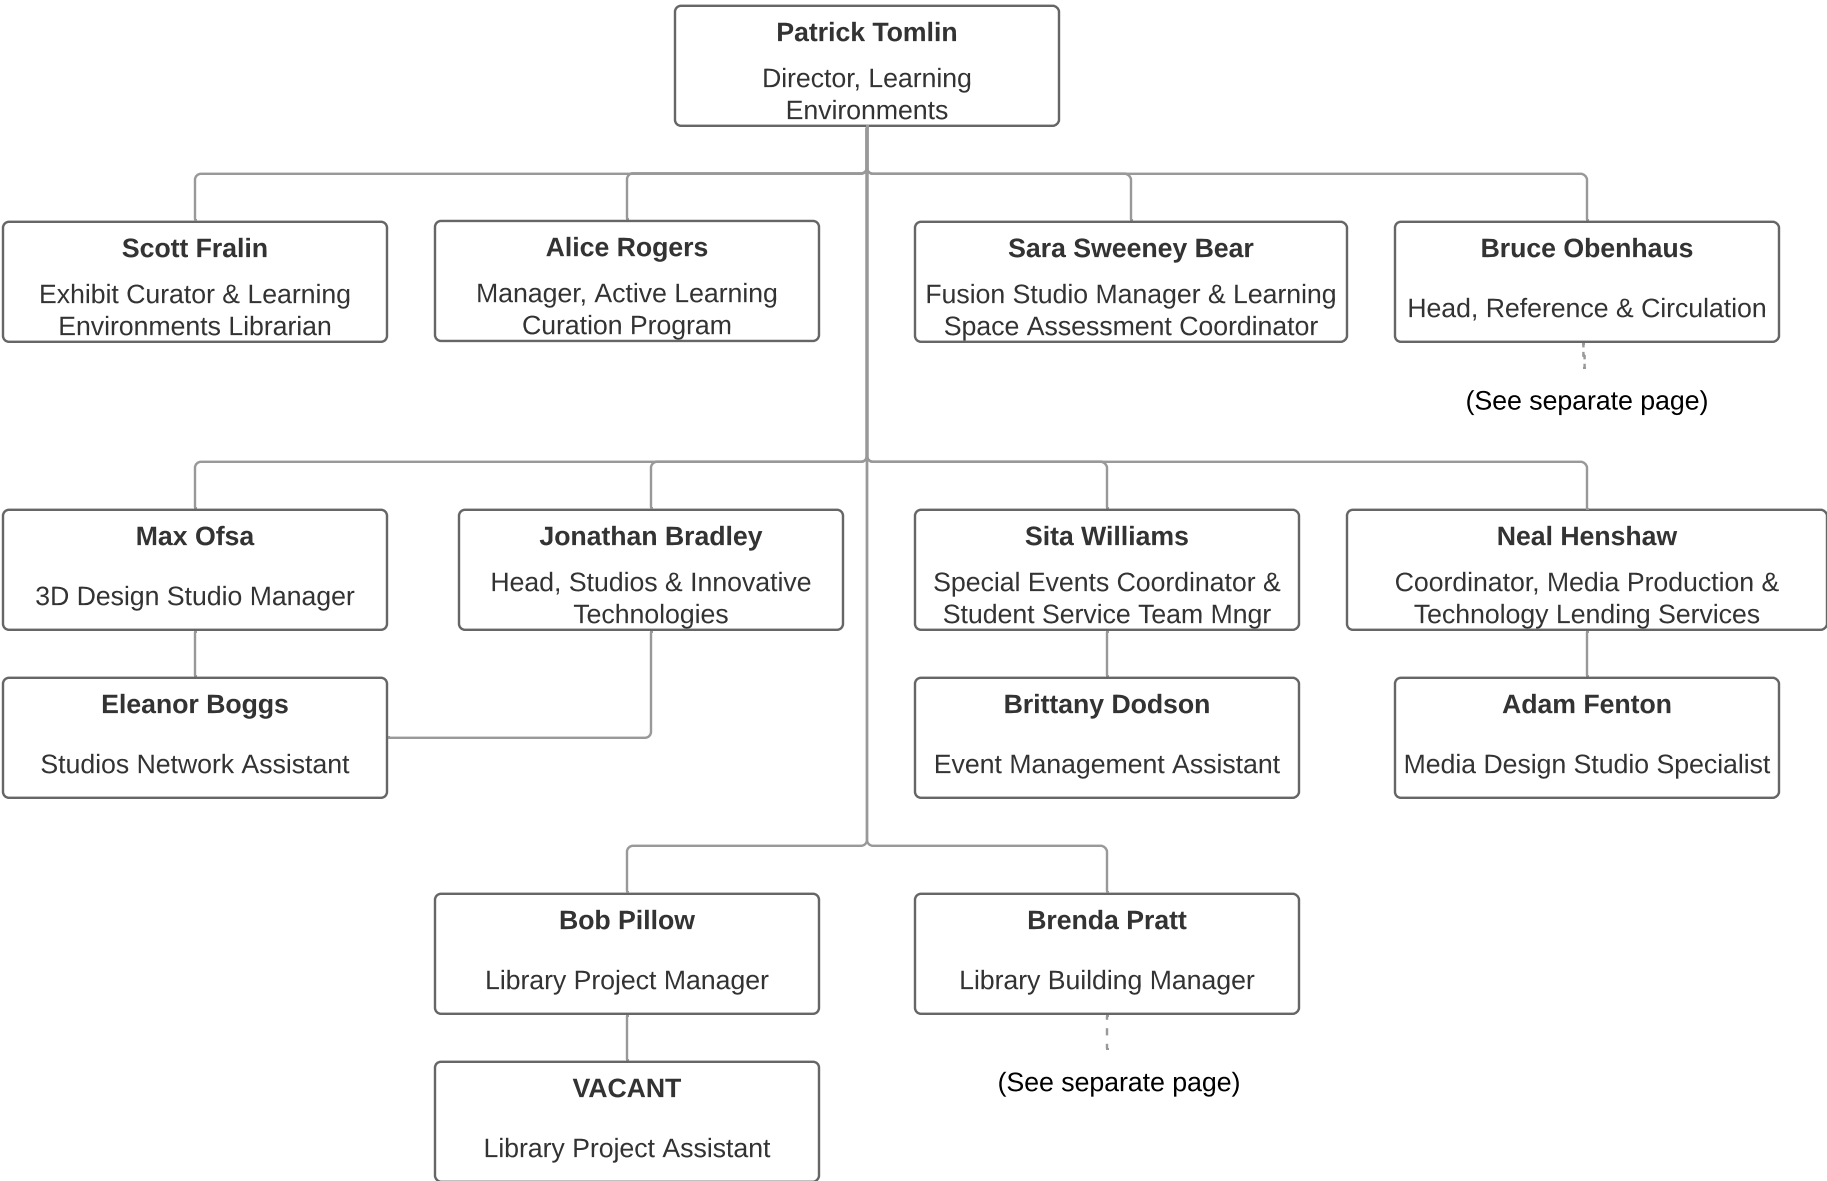 Patrick Tomlin
Director, Learning
Environments
Scott Fralin
Exhibit Curator & Learning
Environments Librarian
Alice Rogers
Manager, Active Learning
Curation Program
Sara Sweeney Bear
Fusion Studio Manager & Learning
Space Assessment Coordinator
Bruce Obenhaus
Head, Reference & Circulation
(See separate page)
Max Ofsa
3D Design Studio Manager
Jonathan Bradley
Head, Studios & Innovative
Technologies
Sita Williams
Special Events Coordinator &
Student Service Team Mngr
Neal Henshaw
Coordinator, Media Production &
Technology Lending Services
Eleanor Boggs
Studios Network Assistant
Brittany Dodson
Event Management Assistant
Adam Fenton
Media Design Studio Specialist
Bob Pillow
Library Project Manager
Brenda Pratt
Library Building Manager
(See separate page)
VACANT
Library Project Assistant